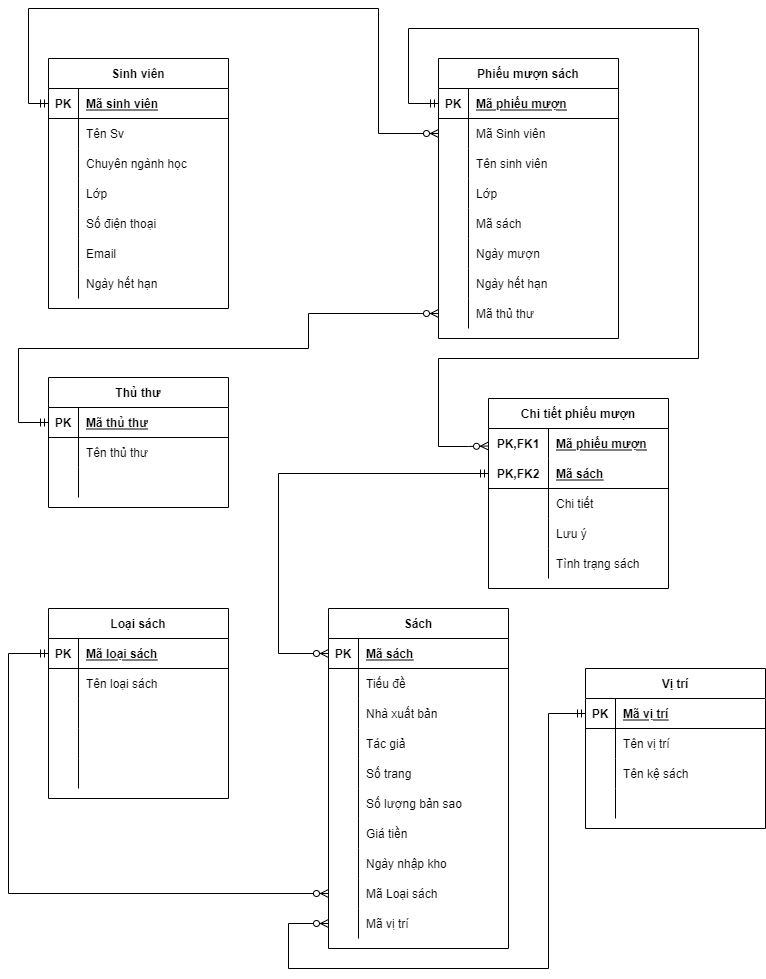 Sinh viên
PK Mã sinh viên
Tên Sv
Chuyên ngành học
Lớp
Số điện thoại
Email
Ngày hết hạn
Phiếu mượn sách
PK Mã phiếu mượn
Mã Sinh viên
Tên sinh viên
Lớp
Mã sách
Ngày mượn
Ngày hết hạn
Mã thủ thư
Thủ thư
PK Mã thủ thư
Tên thủ thư
Chi tiết phiếu mượn
PK,FK1 Mã phiếu mượn
PK,FK2 Mã sách
Chi tiết
Lưu ý
Tình trạng sách
Loại sách
PK Mã loại sách
Tên loại sách
Sách
PK Mã sách
Tiểu đề
Nhà xuất bản
Tác giả
Số trang
Số lượng bản sao
Giá tiền
Ngày nhập kho
Mã Loại sách
Mã vị trí
Vị trí
PK Mã vị trí
Tên vị trí
Tên kệ sách